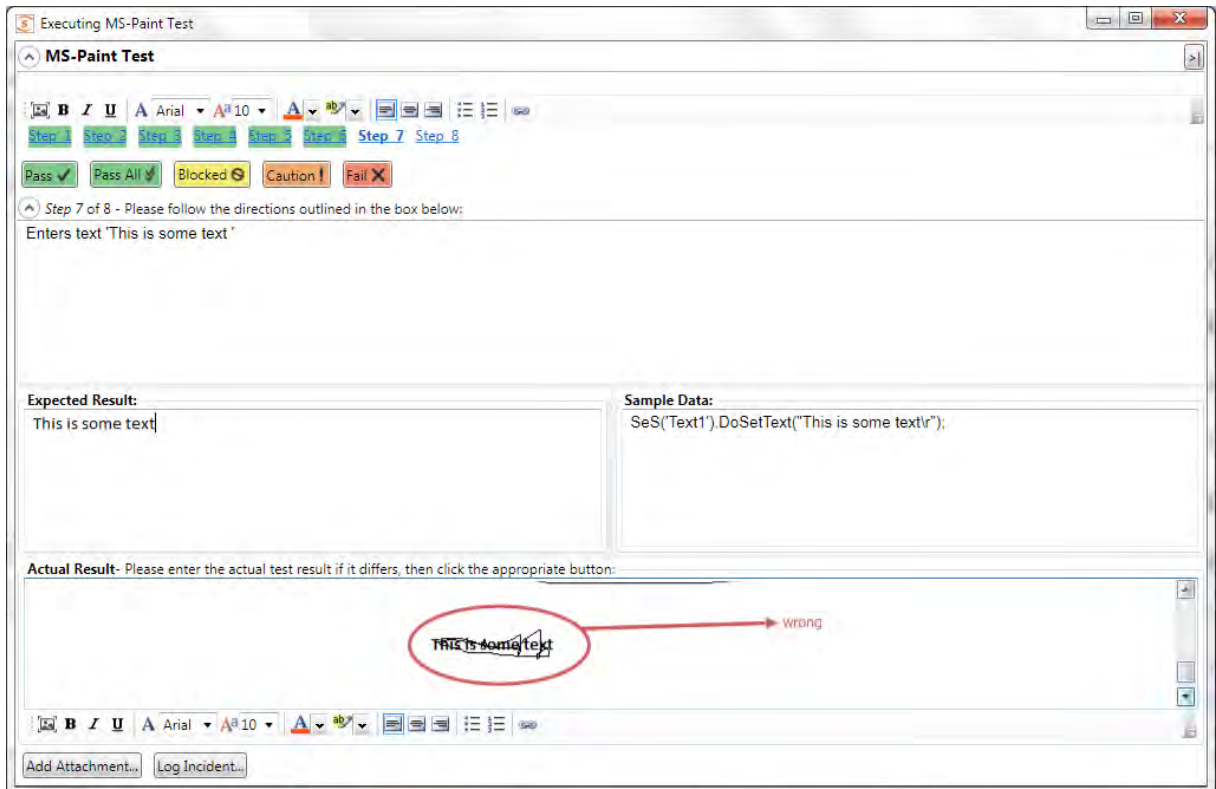 Executing MS-Paint Test
MS-Paint Test
B I U A Arial Aa 10 A ab
Step 1 Step 2 Step 3 Step 4 Step 5 Step 6 Step 7 Step 8
Pass Pass All Blocked Caution ! Fail X
Step 7 of 8 - Please follow the directions outlined in the box below:
Enters text 'This is some text '
Expected Result: Sample Data:
This is some text SeS('Text1').DoSetText("This is some text\r");
Actual Result- Please enter the actual test result if it differs, then click the appropriate button:
wrong
This is some text
B I U A Arial Aa 10 A ab
Add Attachment... Log Incident...